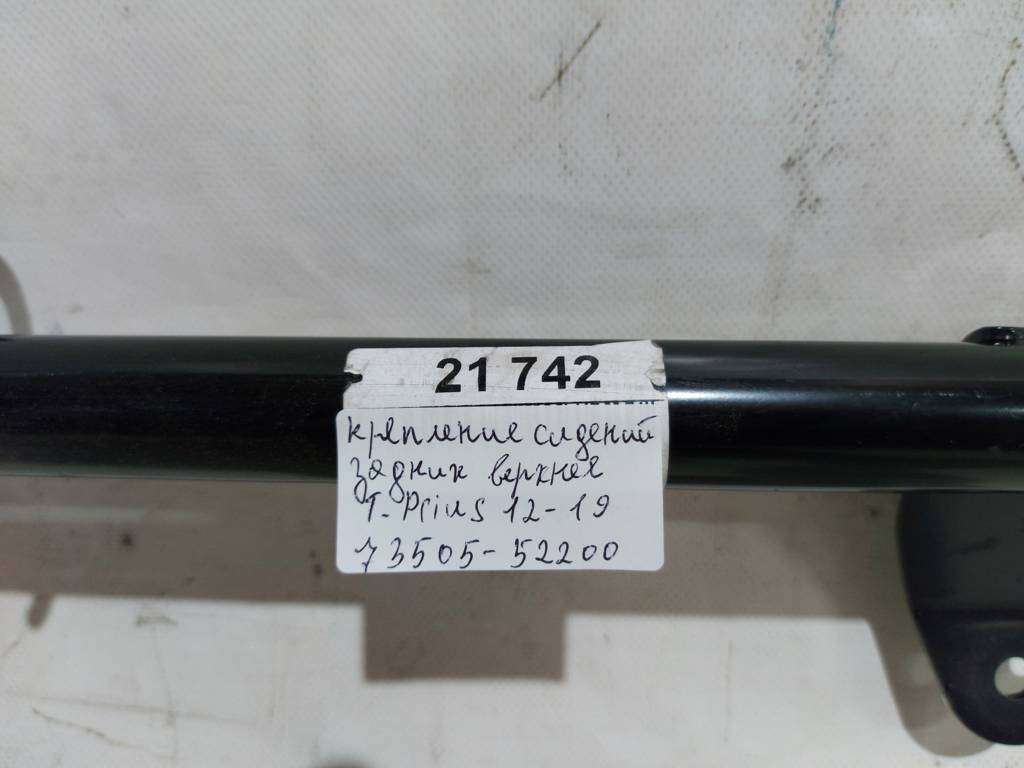 21 742
крепление сидений
задних верхнее
T. Prius 12-19
73505-52200